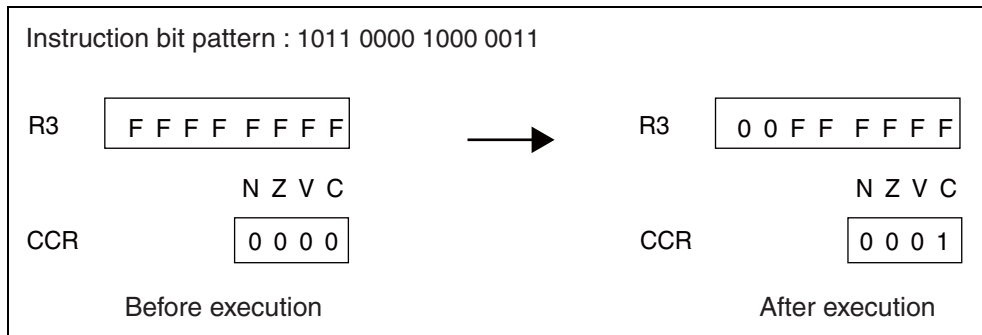 Instruction bit pattern : 1011 0000 1000 0011
R3 F F F F F F F F R3 0 0 F F F F F F
N Z V C N Z V C
CCR 0 0 0 0 CCR 0 0 0 1
Before execution After execution